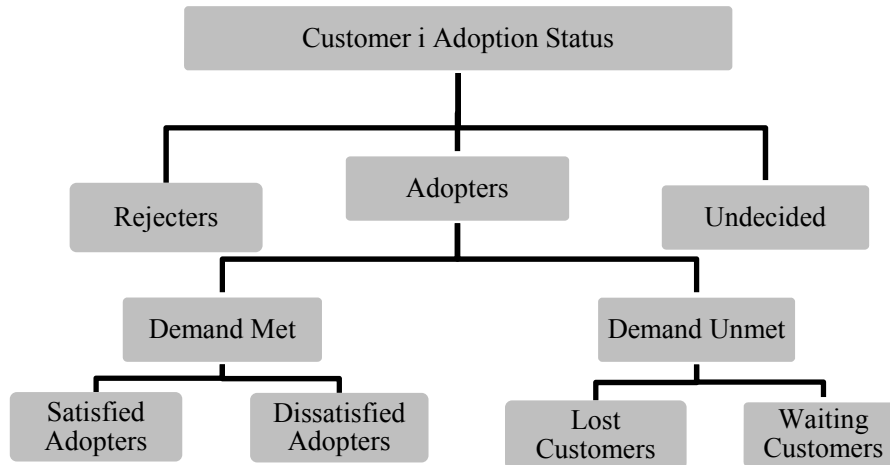 Customer i Adoption Status
Rejecters
Adopters
Undecided
Demand Met
Demand Unmet
Satisfied
Adopters
Dissatisfied
Adopters
Lost
Customers
Waiting
Customers